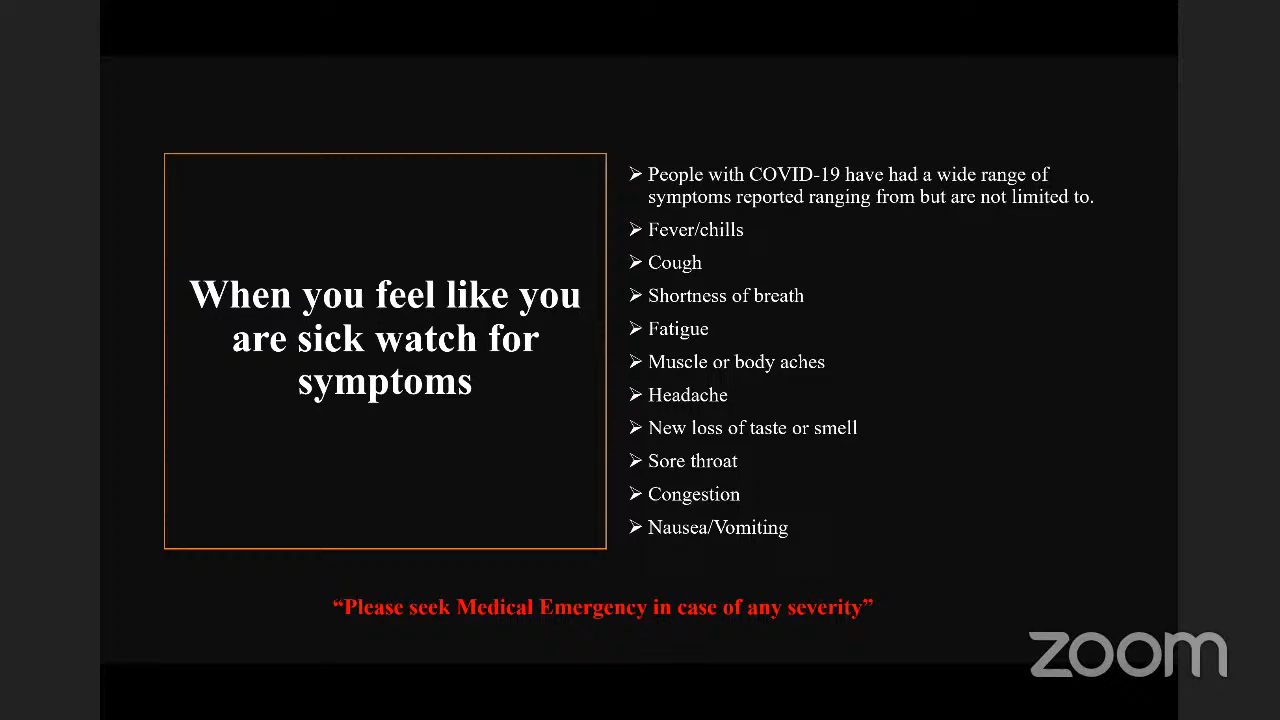 When you feel like you
are sick watch for
symptoms
➢ People with COVID-19 have had a wide range of
symptoms reported ranging from but are not limited to.
➢ Fever/chills
➢ Cough
➢ Shortness of breath
➢ Fatigue
➢ Muscle or body aches
➢ Headache
➢ New loss of taste or smell
➢ Sore throat
➢ Congestion
➢ Nausea/Vomiting
“Please seek Medical Emergency in case of any severity”
zoom